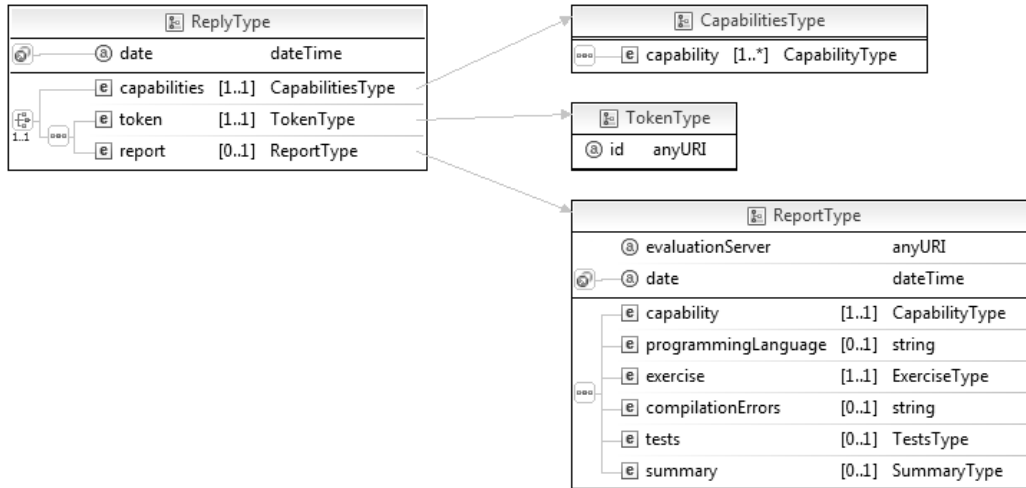 ReplyType
date dateTime
capabilities [1..1] CapabilitiesType
token [1..1] TokenType
report [0..1] ReportType
1..1
CapabilitiesType
capability [1..*] CapabilityType
TokenType
id anyURI
ReportType
evaluationServer anyURI
date dateTime
capability [1..1] CapabilityType
programmingLanguage [0..1] string
exercise [1..1] ExerciseType
compilationErrors [0..1] string
tests [0..1] TestsType
summary [0..1] SummaryType